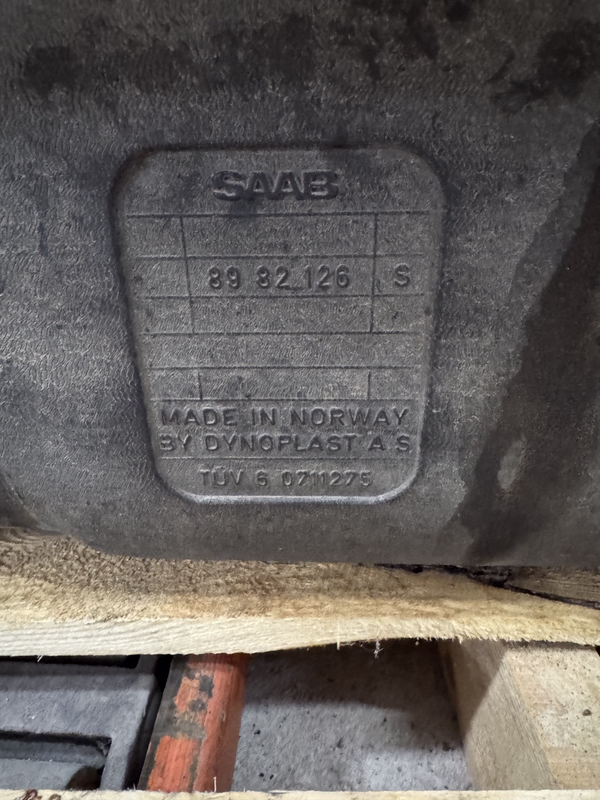 SAAB
89 82 126 S
MADE IN NORWAY
BY DYNOPLAST A S
TÜV 6 0711275